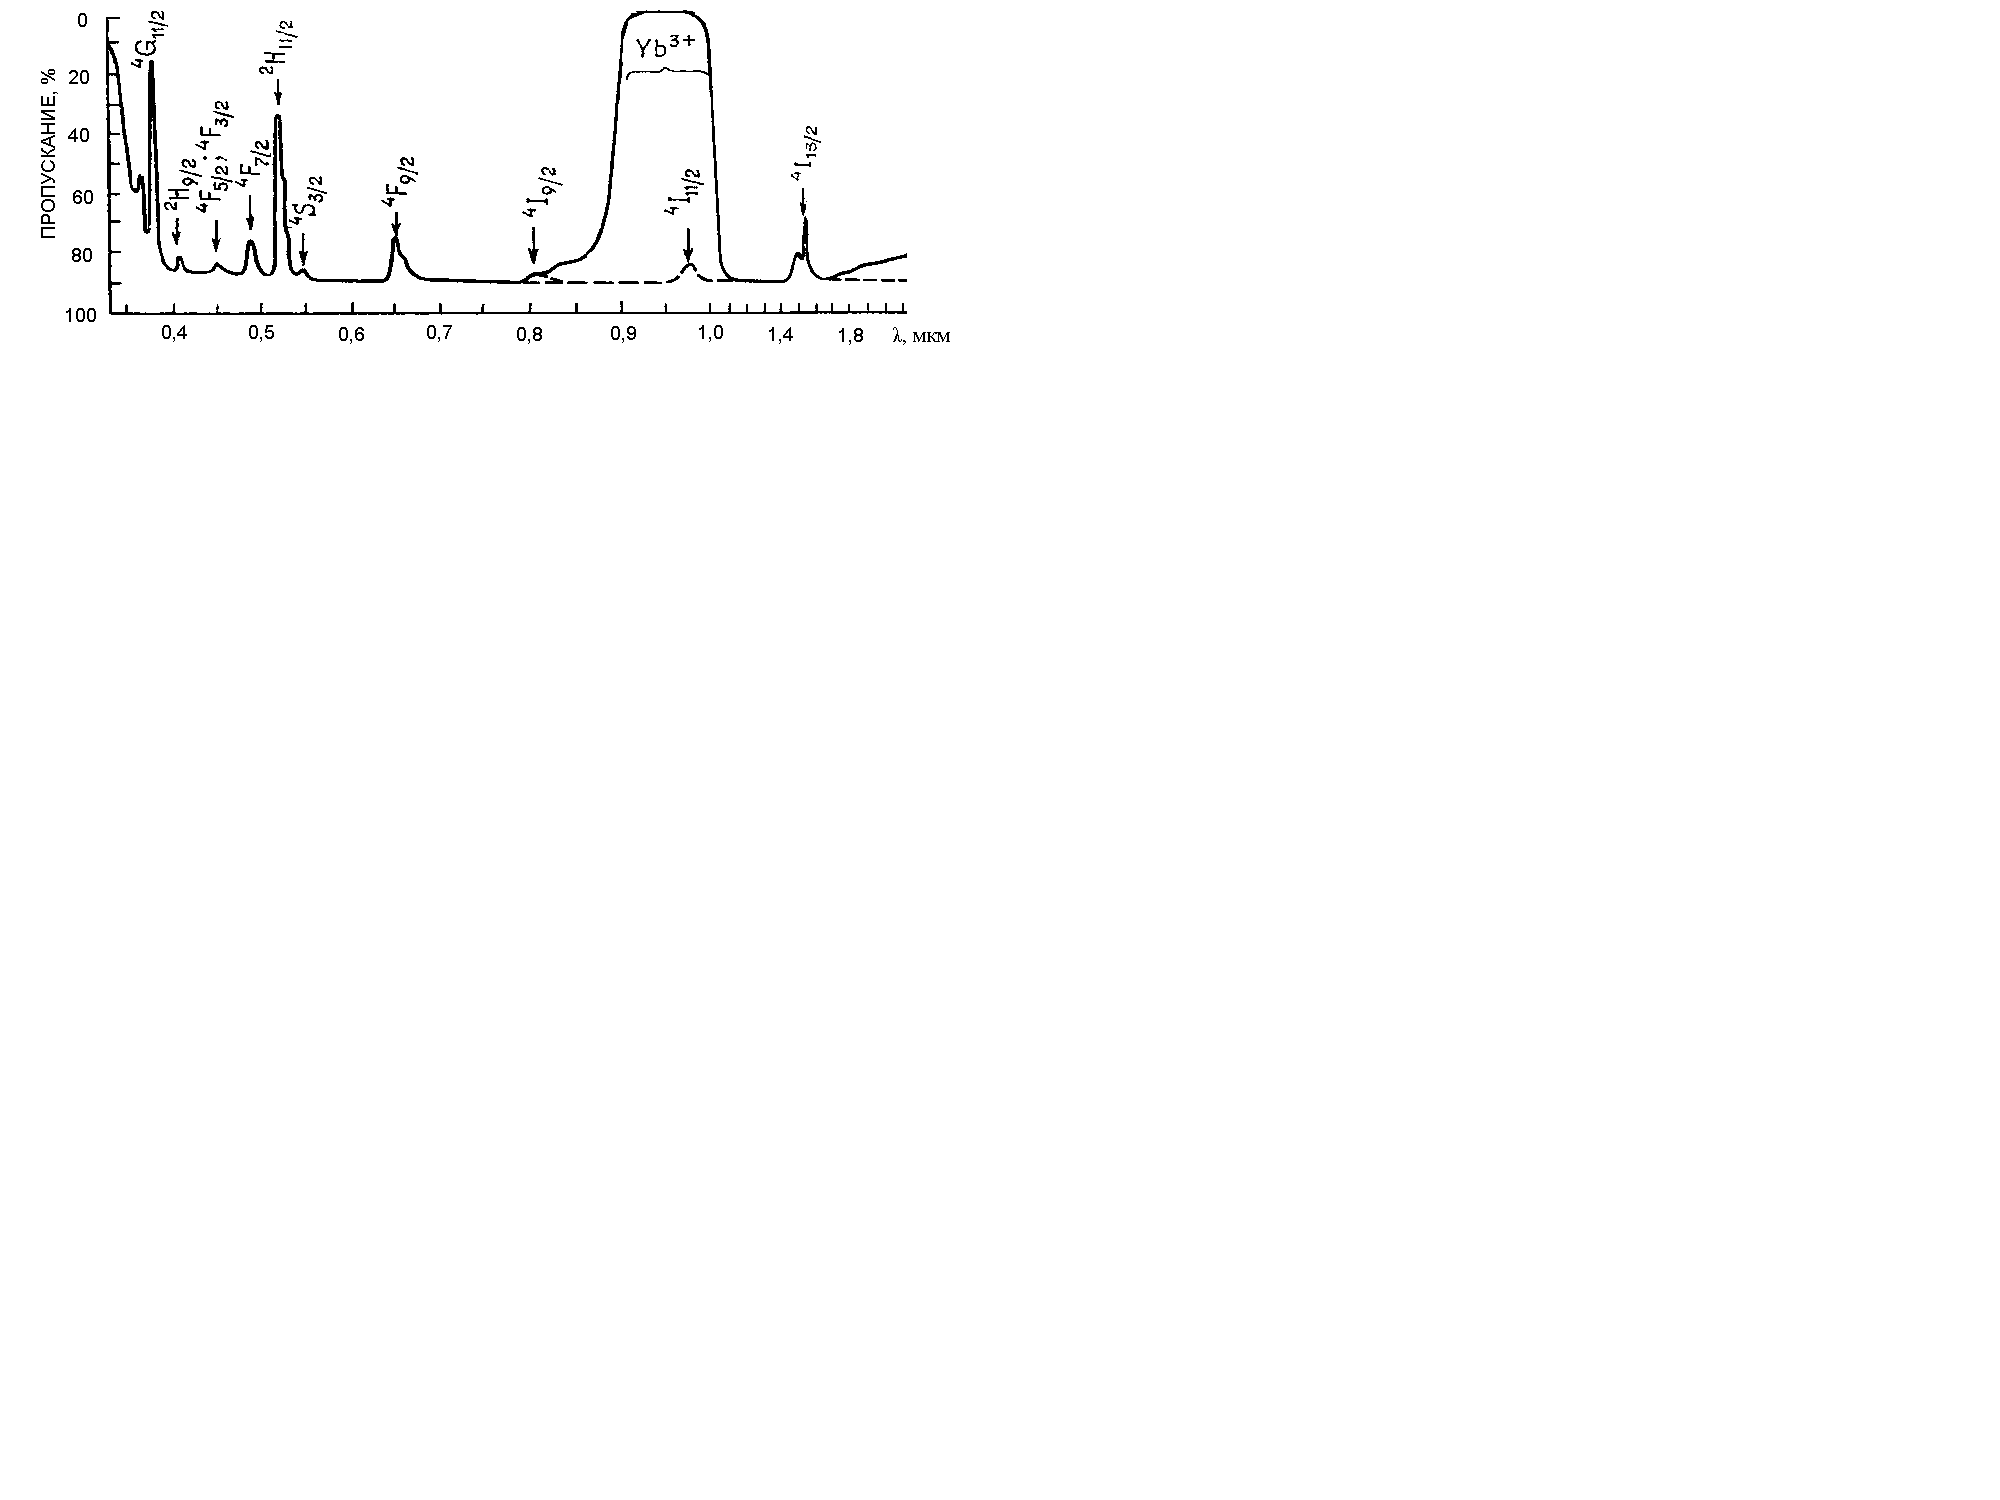 ПРОПУСКАНИЕ, %
0
20
40
60
80
100
⁴G₁₁/₂
²H₉/₂
⁴F₅/₂, ⁴F₃/₂
⁴F₇/₂
²H₁₁/₂
⁴S₃/₂
⁴F₉/₂
⁴I₉/₂
Yb³⁺
⁴I₁₁/₂
⁴I₁₃/₂
0,4 0,5 0,6 0,7 0,8 0,9 1,0 1,4 1,8 λ, мкм